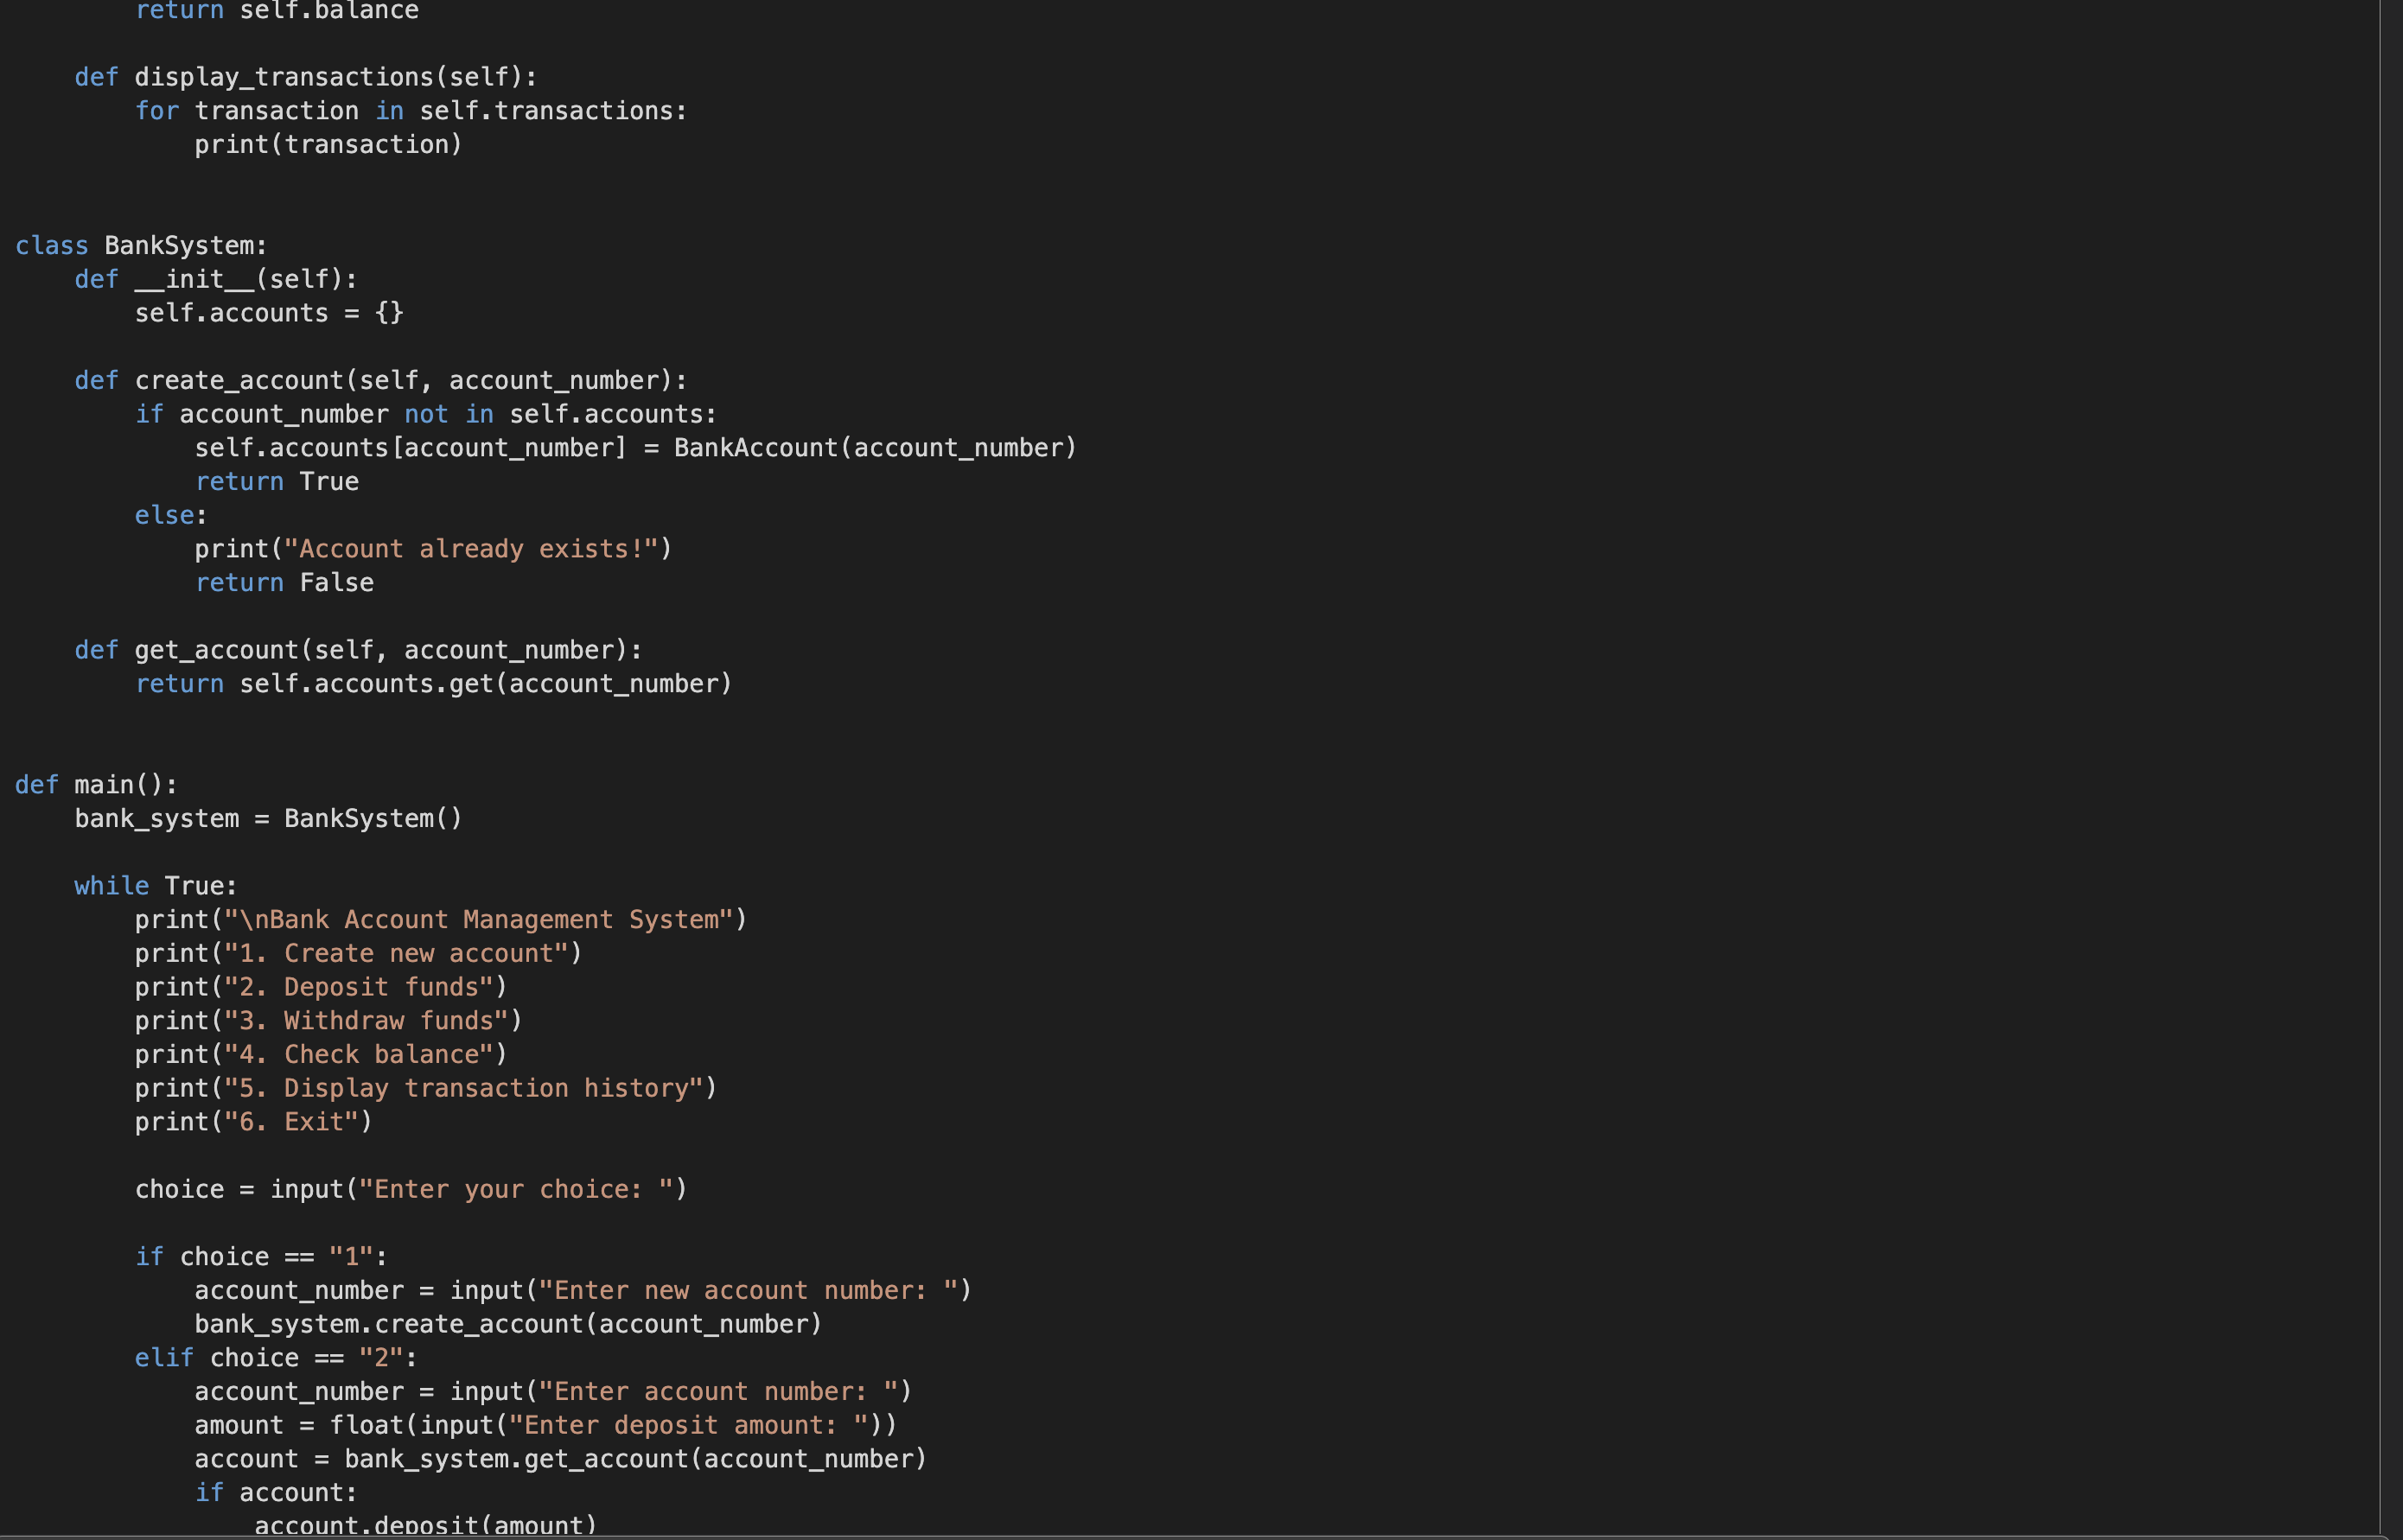 return self.balance

    def display_transactions(self):
        for transaction in self.transactions:
            print(transaction)


class BankSystem:
    def __init__(self):
        self.accounts = {}

    def create_account(self, account_number):
        if account_number not in self.accounts:
            self.accounts[account_number] = BankAccount(account_number)
            return True
        else:
            print("Account already exists!")
            return False

    def get_account(self, account_number):
        return self.accounts.get(account_number)


def main():
    bank_system = BankSystem()

    while True:
        print("\nBank Account Management System")
        print("1. Create new account")
        print("2. Deposit funds")
        print("3. Withdraw funds")
        print("4. Check balance")
        print("5. Display transaction history")
        print("6. Exit")

        choice = input("Enter your choice: ")

        if choice == "1":
            account_number = input("Enter new account number: ")
            bank_system.create_account(account_number)
        elif choice == "2":
            account_number = input("Enter account number: ")
            amount = float(input("Enter deposit amount: "))
            account = bank_system.get_account(account_number)
            if account:
                account.deposit(amount)